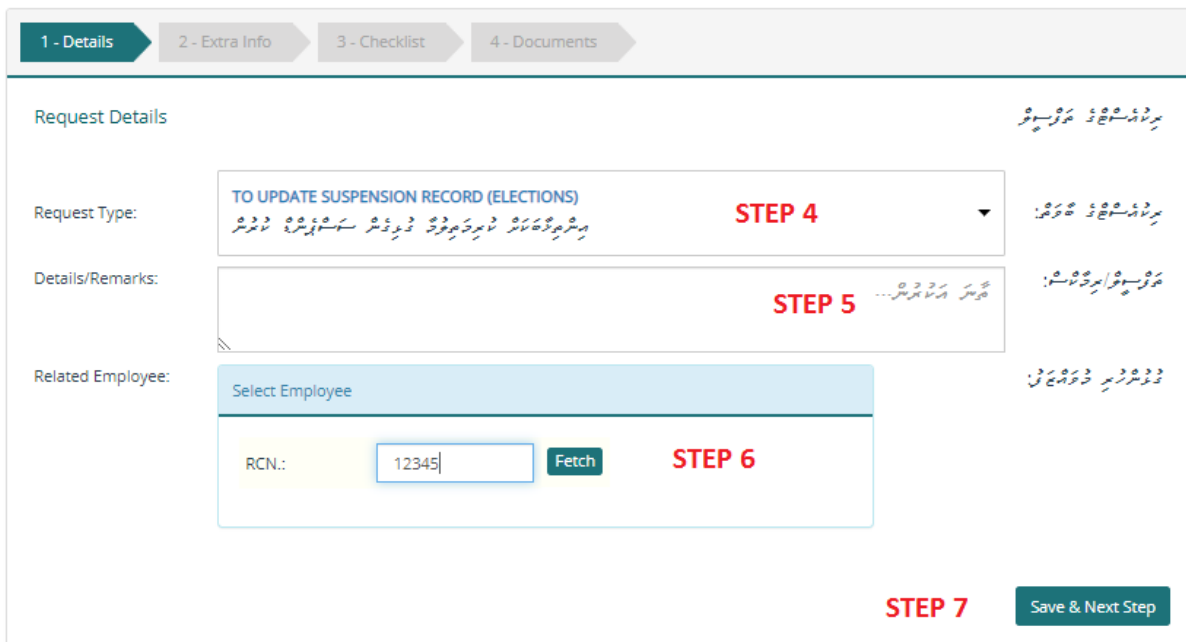 1 - Details
2 - Extra Info
3 - Checklist
4 - Documents
Request Details
ރިކުއެސްޓްގެ ތަފްސީލް
Request Type:
TO UPDATE SUSPENSION RECORD (ELECTIONS)
އިންތިޚާބަކަށް ކުރިމަތިލުމާ ގުޅިގެން ސަސްޕެންޑް ކުރުން
STEP 4
ރިކުއެސްޓްގެ ބާވަތް:
Details/Remarks:
ތާނަ އަކުރުން...
STEP 5
ތަފްސީލް/ރިމާކްސް:
Related Employee:
Select Employee
ގުޅުންހުރި މުވައްޒަފު:
RCN.:
12345
Fetch
STEP 6
STEP 7
Save & Next Step